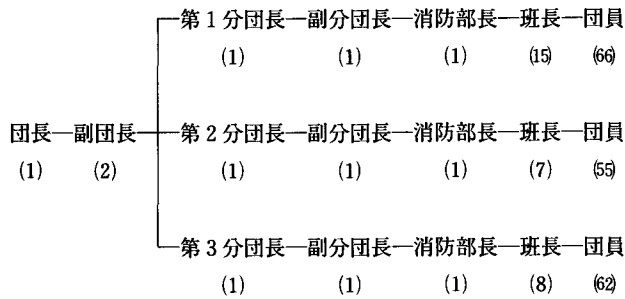 第1分団長―副分団長―消防部長―班長―団員
(1) (1) (1) (15) (66)
団長―副団長―第2分団長―副分団長―消防部長―班長―団員
(1) (2) (1) (1) (1) (7) (55)
第3分団長―副分団長―消防部長―班長―団員
(1) (1) (1) (8) (62)